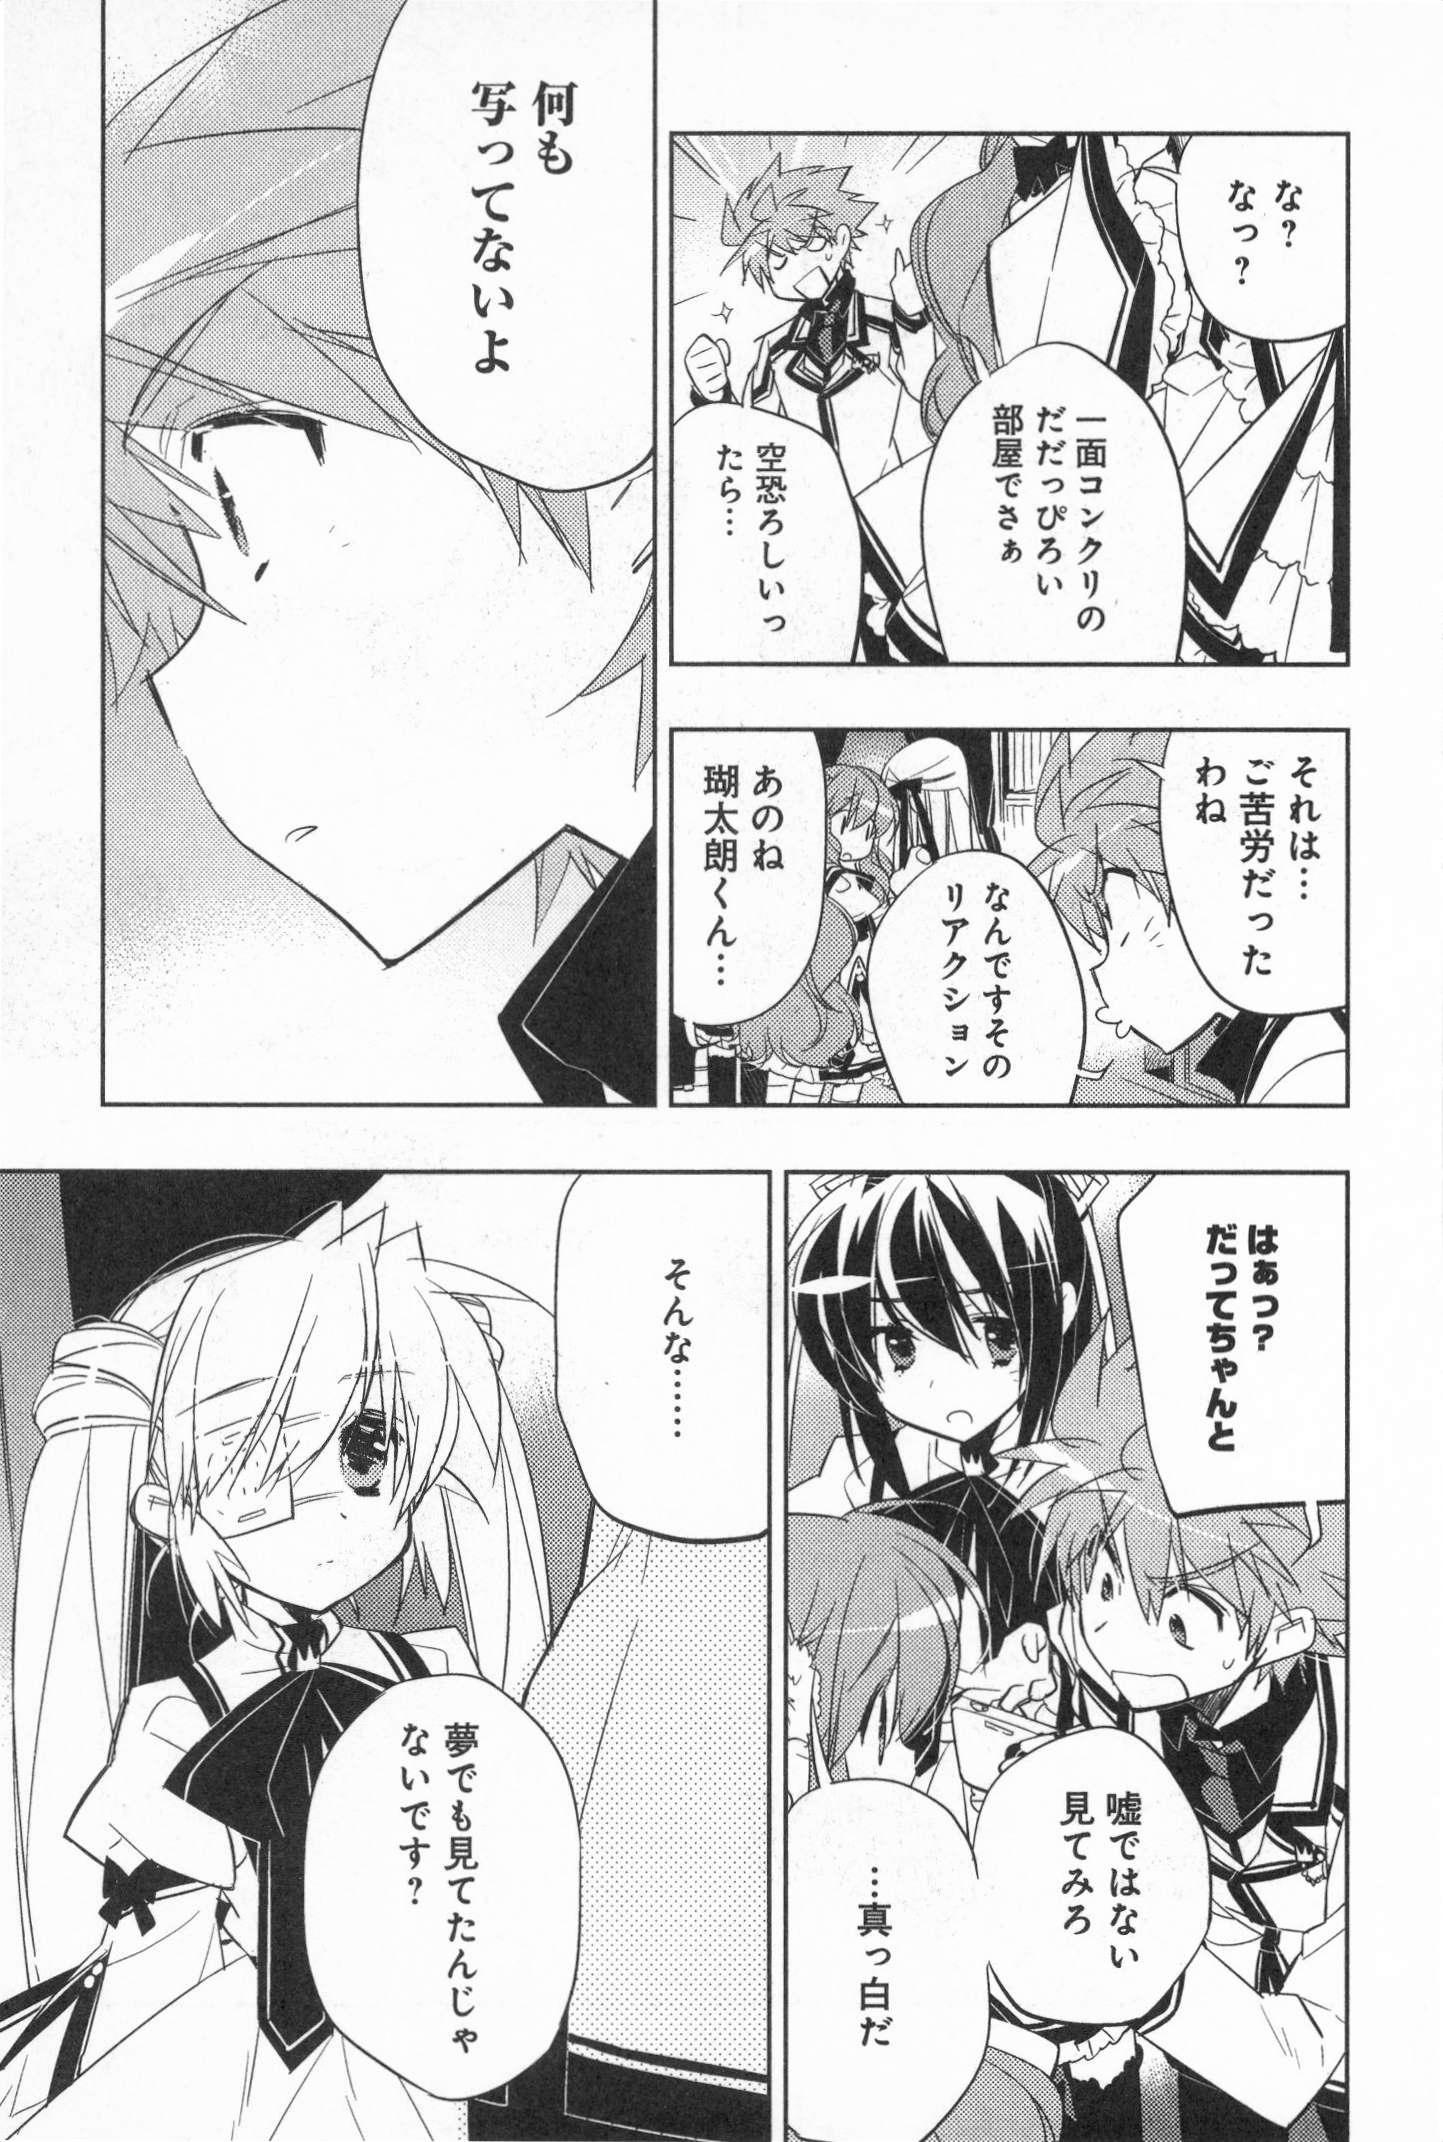 な?
なっ?
一面コンクリの
だだっぴろい
部屋でさぁ
空恐ろしいっ
たら…
それは…
ご苦労だった
わね
なんですその
リアクション
あのね
瑚太朗くん…
何も
写ってないよ
はぁっ?
だってちゃんと
嘘ではない
見てみろ
…真っ白だ
そんな……
夢でも見てたんじゃ
ないです?